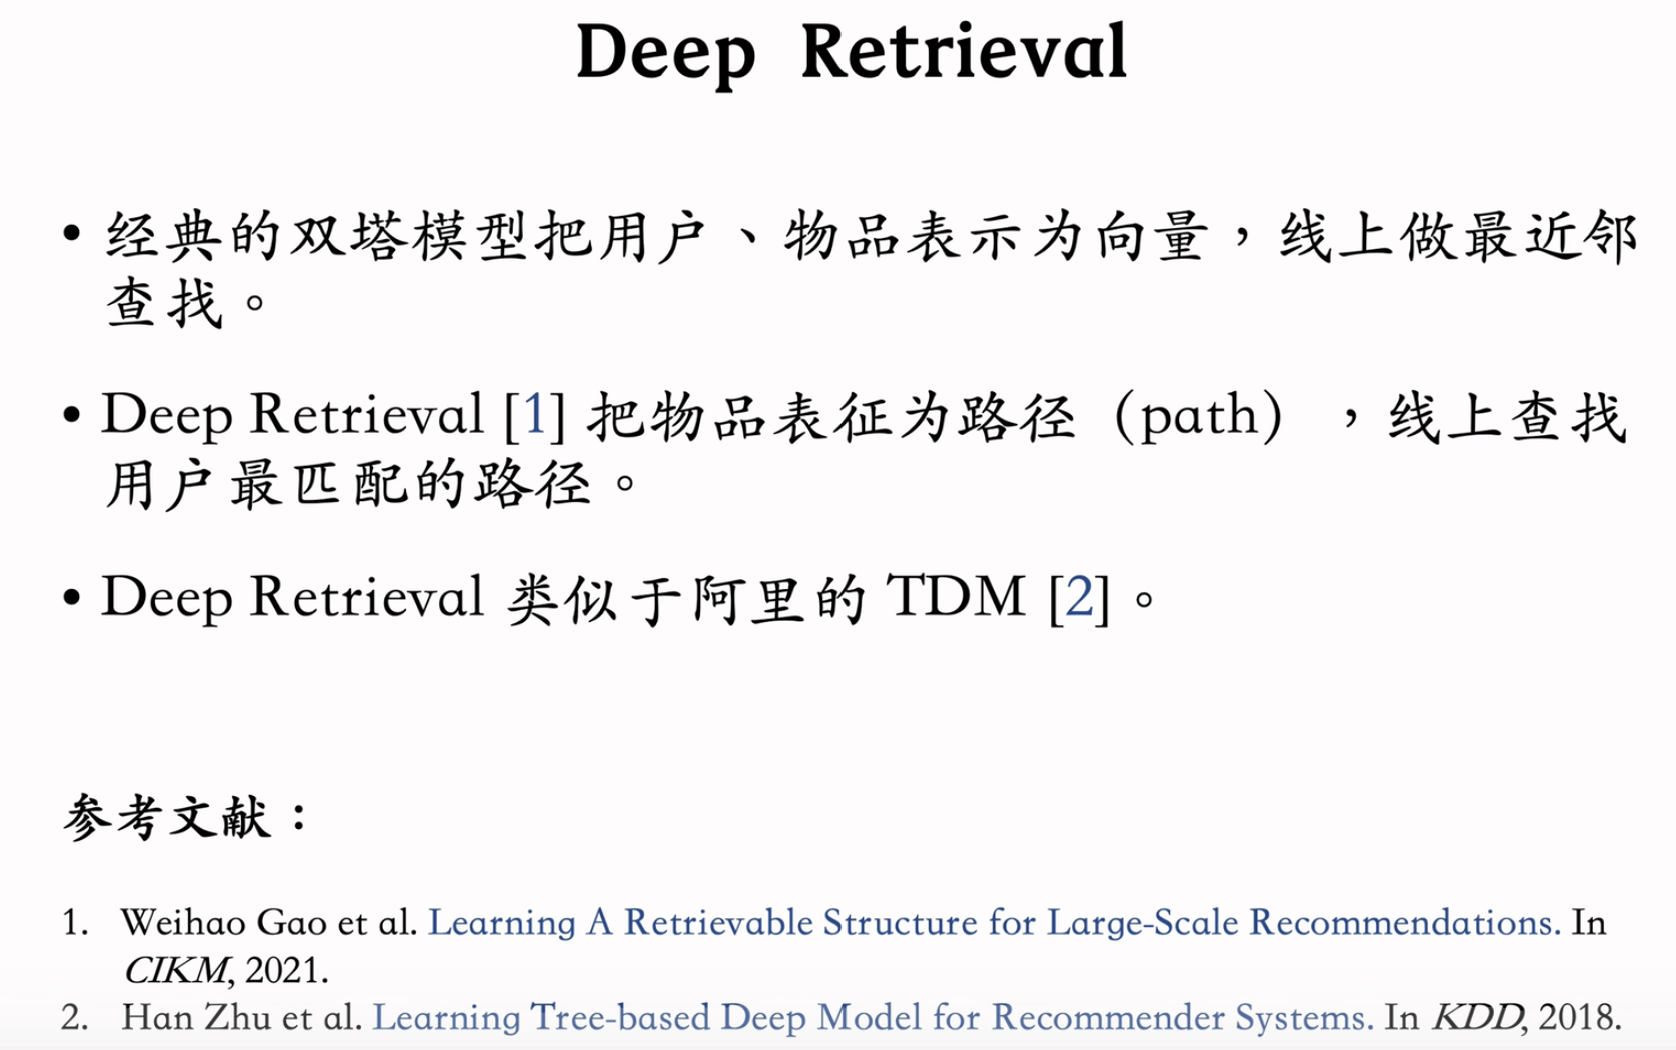 Deep Retrieval
• 经典的双塔模型把用户、物品表示为向量，线上做最近邻
查找。
• Deep Retrieval [1] 把物品表征为路径（path），线上查找
用户最匹配的路径。
• Deep Retrieval 类似于阿里的 TDM [2]。
参考文献：
1. Weihao Gao et al. Learning A Retrievable Structure for Large-Scale Recommendations. In
CIKM, 2021.
2. Han Zhu et al. Learning Tree-based Deep Model for Recommender Systems. In KDD, 2018.